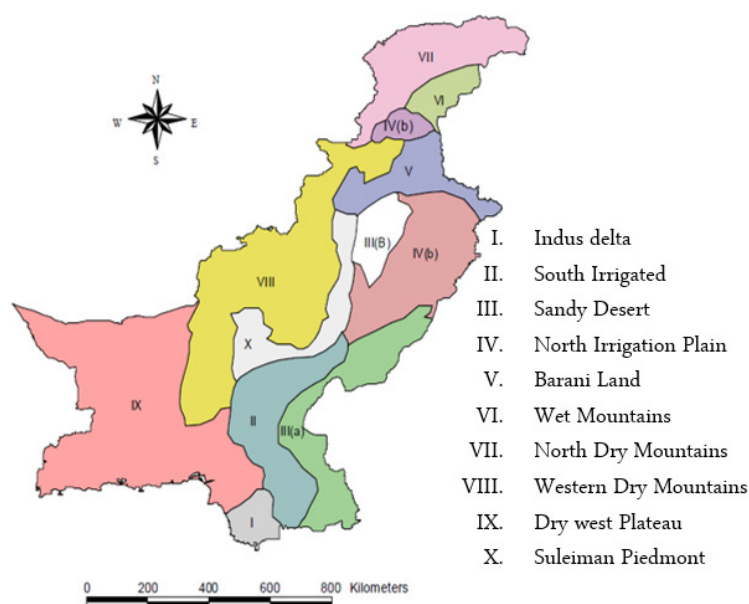 N
W E
S
VII
VI
IV(b)
V
III(B)
IV(b)
VIII
X
IX
II
III(a)
I
I. Indus delta
II. South Irrigated
III. Sandy Desert
IV. North Irrigation Plain
V. Barani Land
VI. Wet Mountains
VII. North Dry Mountains
VIII. Western Dry Mountains
IX. Dry west Plateau
X. Suleiman Piedmont
0 200 400 600 800 Kilometers